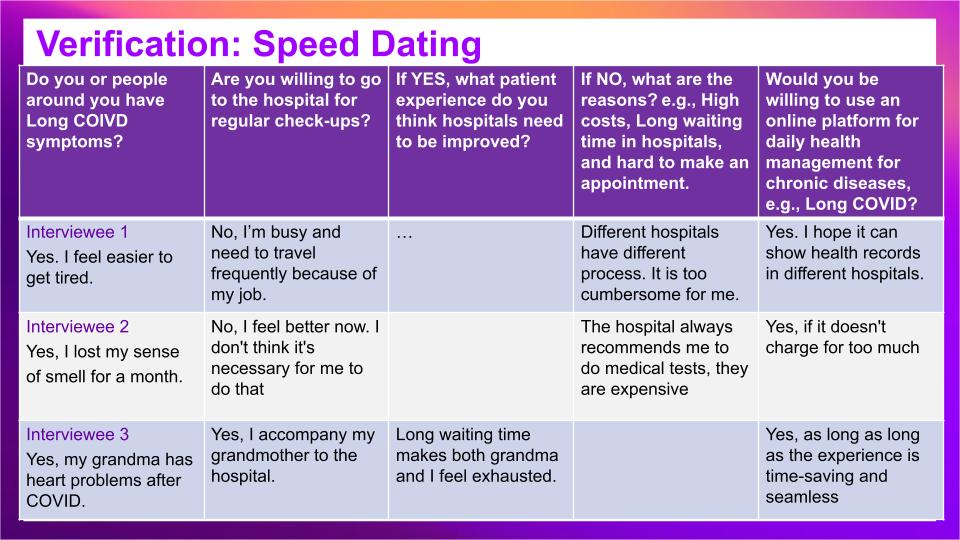 Verification: Speed Dating
Do you or people
around you have
Long COIVD
symptoms?
Are you willing to go
to the hospital for
regular check-ups?
If YES, what patient
experience do you
think hospitals need
to be improved?
If NO, what are the
reasons? e.g., High
costs, Long waiting
time in hospitals,
and hard to make an
appointment.
Would you be
willing to use an
online platform for
daily health
management for
chronic diseases,
e.g., Long COVID?
Interviewee 1
Yes. I feel easier to
get tired.
No, I’m busy and
need to travel
frequently because of
my job.
…
Different hospitals
have different
process. It is too
cumbersome for me.
Yes. I hope it can
show health records
in different hospitals.
Interviewee 2
Yes, I lost my sense
of smell for a month.
No, I feel better now. I
don't think it's
necessary for me to
do that
The hospital always
recommends me to
do medical tests, they
are expensive
Yes, if it doesn't
charge for too much
Interviewee 3
Yes, my grandma has
heart problems after
COVID.
Yes, I accompany my
grandmother to the
hospital.
Long waiting time
makes both grandma
and I feel exhausted.
Yes, as long as long
as the experience is
time-saving and
seamless